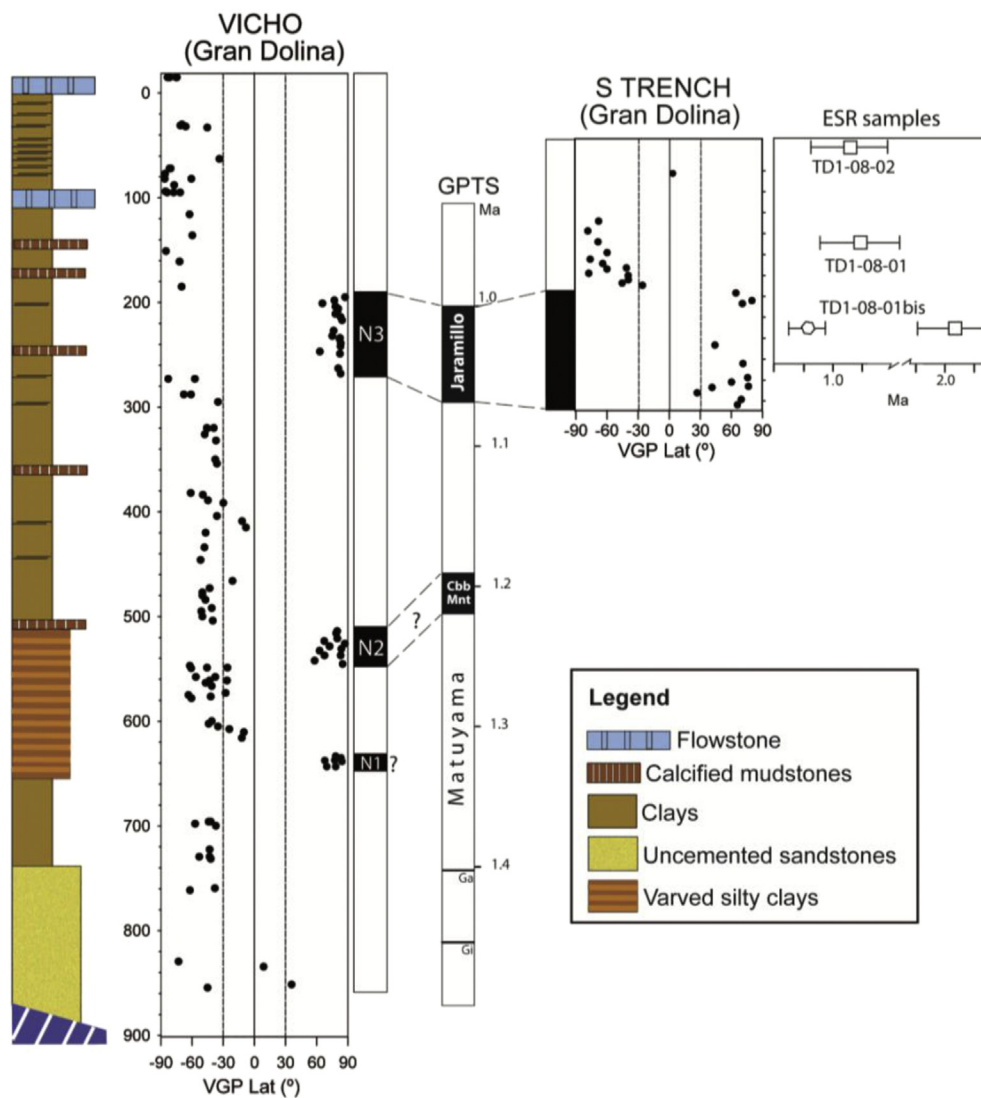 VICHO
(Gran Dolina)
0
100
200
300
400
500
600
700
800
900
-90 -60 -30 0 30 60 90
VGP Lat (°)
N3
N2
N1
?
?
GPTS
Ma
1.0
Jaramillo
1.1
1.2
Cbb
Mnt
Matuyama
1.3
1.4
Ga
Gi
S TRENCH
(Gran Dolina)
-90 -60 -30 0 30 60 90
VGP Lat (°)
ESR samples
TD1-08-02
TD1-08-01
TD1-08-01bis
1.0 2.0
Ma
Legend
Flowstone
Calcified mudstones
Clays
Uncemented sandstones
Varved silty clays